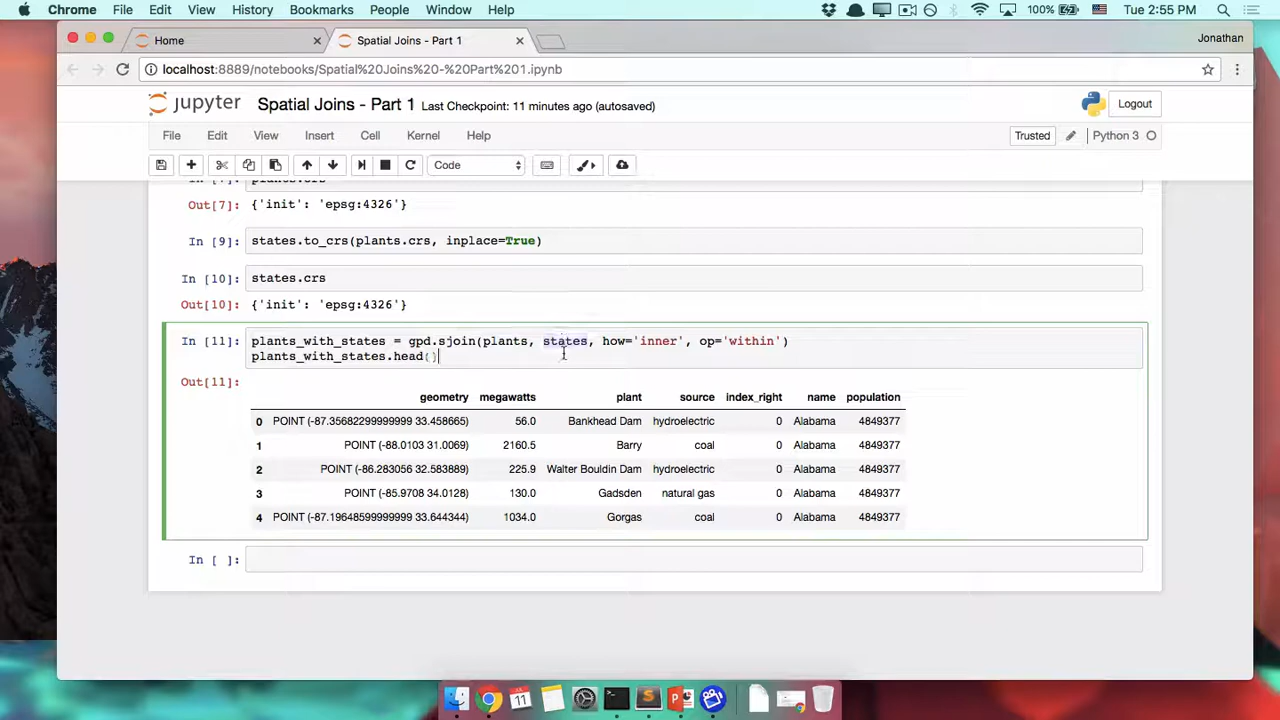 Chrome File Edit View History Bookmarks People Window Help 100% Tue 2:55 PM
Home Spatial Joins - Part 1 Jonathan
localhost:8889/notebooks/Spatial%20Joins%20-%20Part%201.ipynb
jupyter Spatial Joins - Part 1 Last Checkpoint: 11 minutes ago (autosaved) Logout
File Edit View Insert Cell Kernel Help Trusted Python 3
Code
Out[7]: {'init': 'epsg:4326'}
In [9]: states.to_crs(plants.crs, inplace=True)
In [10]: states.crs
Out[10]: {'init': 'epsg:4326'}
In [11]: plants_with_states = gpd.sjoin(plants, states, how='inner', op='within')
plants_with_states.head()
Out[11]:
geometry megawatts plant source index_right name population
0 POINT (-87.35682299999999 33.458665) 56.0 Bankhead Dam hydroelectric 0 Alabama 4849377
1 POINT (-88.0103 31.0069) 2160.5 Barry coal 0 Alabama 4849377
2 POINT (-86.283056 32.583889) 225.9 Walter Bouldin Dam hydroelectric 0 Alabama 4849377
3 POINT (-85.9708 34.0128) 130.0 Gadsden natural gas 0 Alabama 4849377
4 POINT (-87.19648599999999 33.644344) 1034.0 Gorgas coal 0 Alabama 4849377
In [ ]: